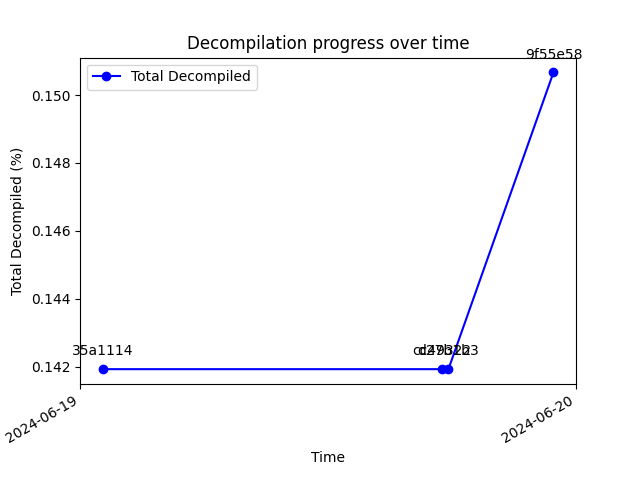 Decompilation progress over time
9f55e58
Total Decompiled
0.150
0.148
0.146
0.144
0.142
Total Decompiled (%)
35a1114
2024-06-19
2024-06-20
Time